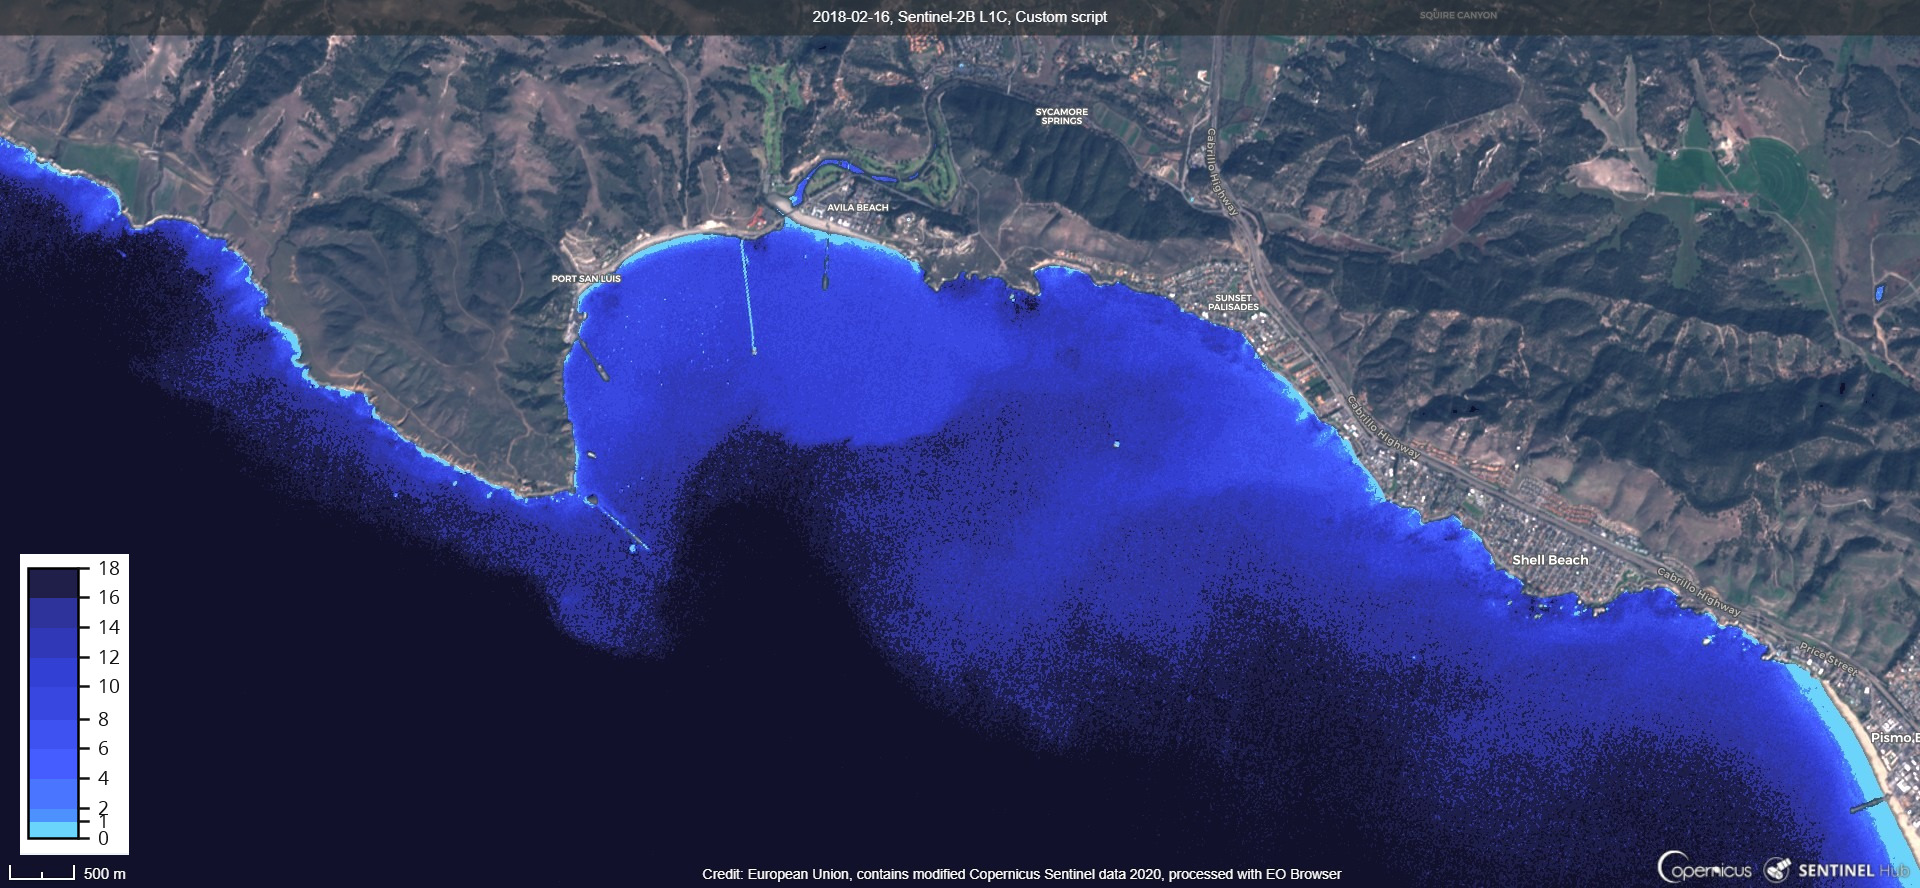 2018-02-16, Sentinel-2B L1C, Custom script
SQUIRE CANYON
SYCAMORE
SPRINGS
Cabrillo Highway
AVILA BEACH
PORT SAN LUIS
SUNSET
PALISADES
Cabrillo Highway
Shell Beach
Cabrillo Highway
Price Street
Pismo B
18
16
14
12
10
8
6
4
2
1
0
500 m
Credit: European Union, contains modified Copernicus Sentinel data 2020, processed with EO Browser
opernicus
SENTINEL Hub